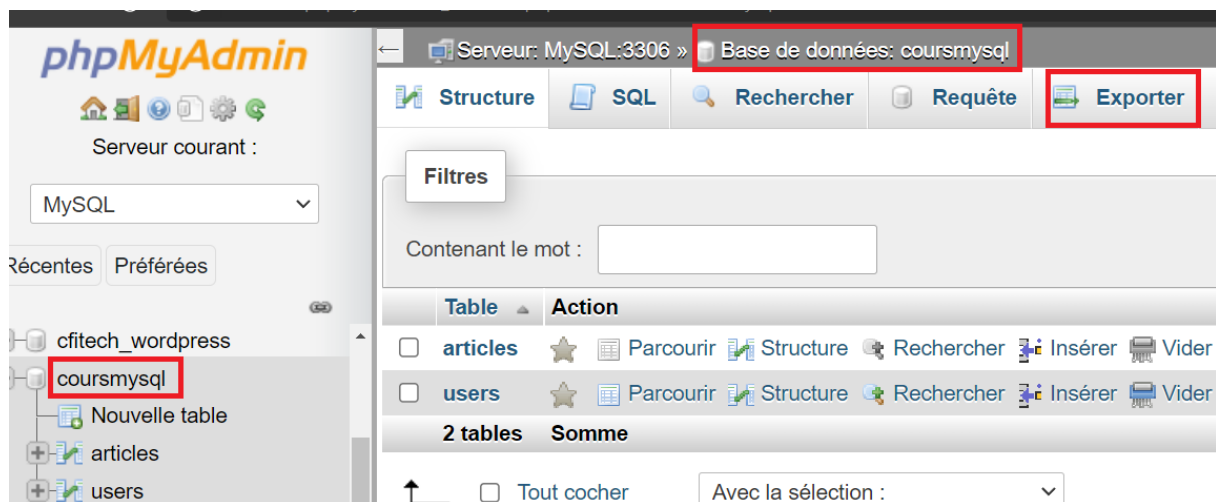 phpMyAdmin
Serveur courant :
MySQL
Récentes Préférées
cfitech_wordpress
coursmysql
Nouvelle table
articles
users
Serveur: MySQL:3306 » Base de données: coursmysql
Structure SQL Rechercher Requête Exporter
Filtres
Contenant le mot :
Table Action
articles Parcourir Structure Rechercher Insérer Vider
users Parcourir Structure Rechercher Insérer Vider
2 tables Somme
Tout cocher Avec la sélection :